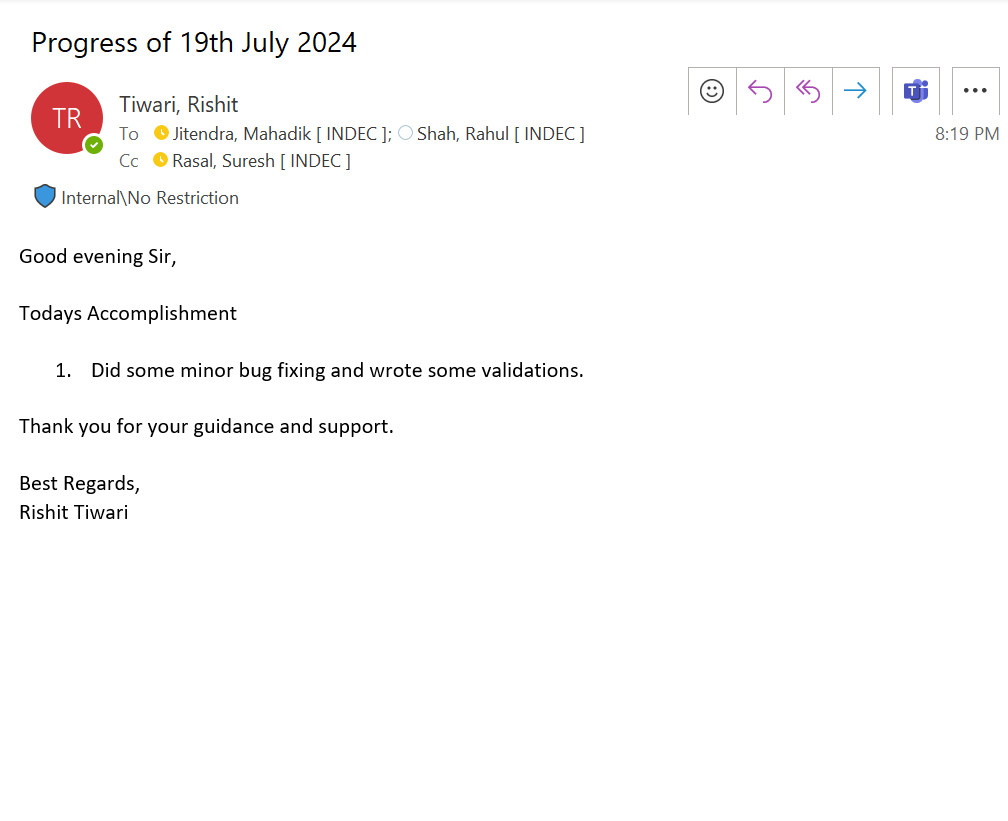 Progress of 19th July 2024
TR
Tiwari, Rishit
To Jitendra, Mahadik [ INDEC ]; Shah, Rahul [ INDEC ]
8:19 PM
Cc Rasal, Suresh [ INDEC ]
Internal\No Restriction
Good evening Sir,
Todays Accomplishment
1. Did some minor bug fixing and wrote some validations.
Thank you for your guidance and support.
Best Regards,
Rishit Tiwari